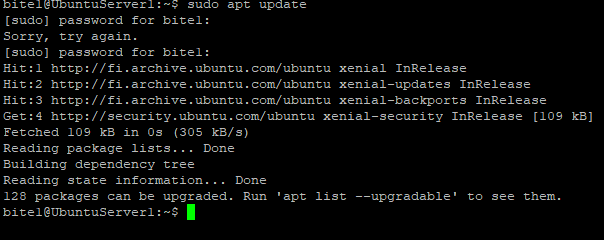 bitel@UbuntuServer1:~$ sudo apt update
[sudo] password for bitel:
Sorry, try again.
[sudo] password for bitel:
Hit:1 http://fi.archive.ubuntu.com/ubuntu xenial InRelease
Hit:2 http://fi.archive.ubuntu.com/ubuntu xenial-updates InRelease
Hit:3 http://fi.archive.ubuntu.com/ubuntu xenial-backports InRelease
Get:4 http://security.ubuntu.com/ubuntu xenial-security InRelease [109 kB]
Fetched 109 kB in 0s (305 kB/s)
Reading package lists... Done
Building dependency tree
Reading state information... Done
128 packages can be upgraded. Run 'apt list --upgradable' to see them.
bitel@UbuntuServer1:~$